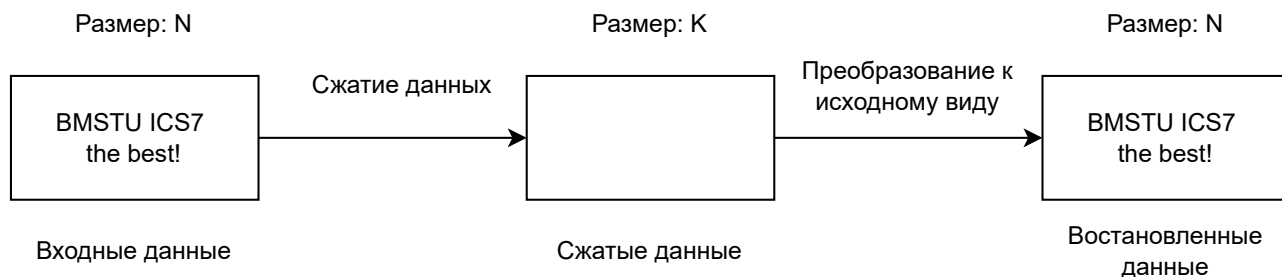 Размер: N
Размер: K
Размер: N
BMSTU ICS7
the best!
Сжатие данных
Преобразование к
исходному виду
BMSTU ICS7
the best!
Входные данные
Сжатые данные
Востановленные
данные